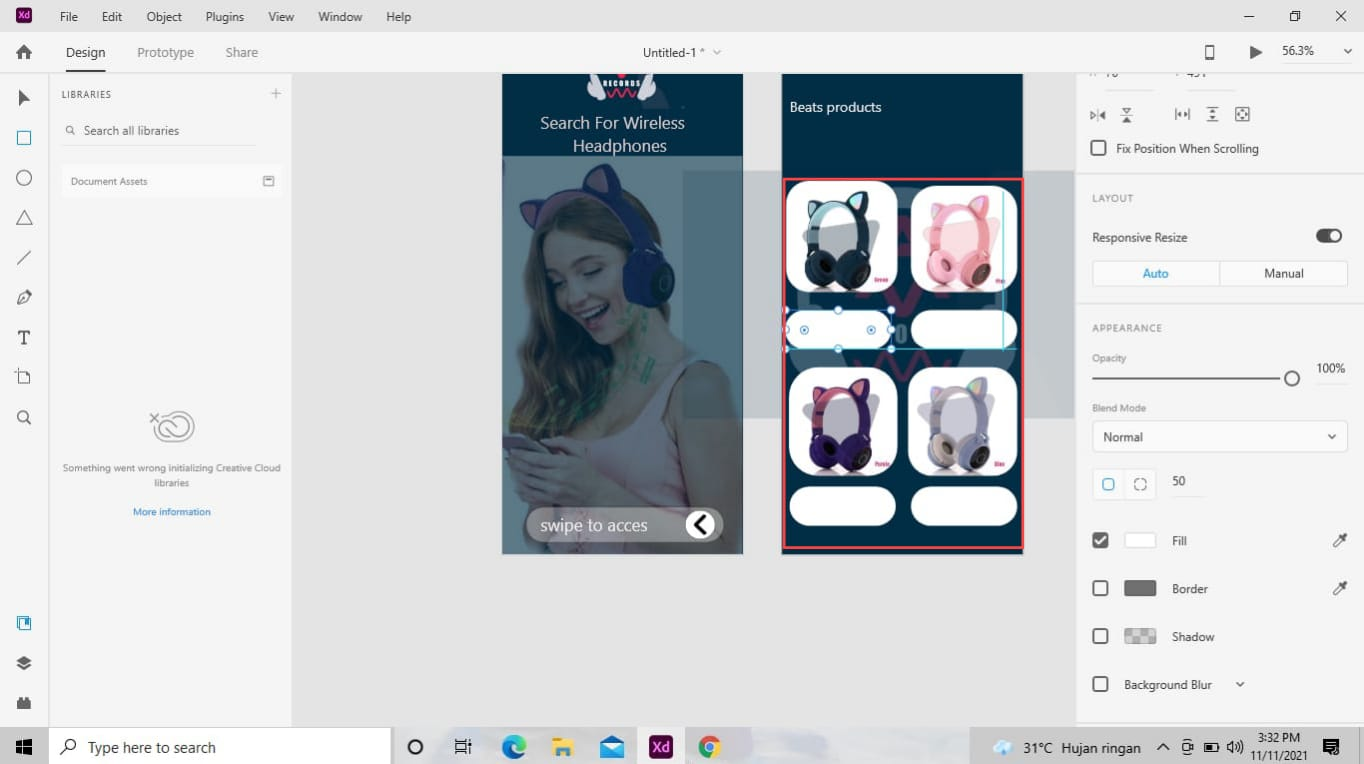 Xd File Edit Object Plugins View Window Help
Design Prototype Share Untitled-1 * 56.3%
LIBRARIES
Search all libraries
Document Assets
Something went wrong initializing Creative Cloud
libraries
More information
RECORDS
Search For Wireless
Headphones
swipe to acces
Beats products
Green
Purple
Fix Position When Scrolling
LAYOUT
Responsive Resize
Auto Manual
APPEARANCE
Opacity
100%
Blend Mode
Normal
50
Fill
Border
Shadow
Background Blur
Type here to search
Xd
31°C Hujan ringan
3:32 PM
11/11/2021